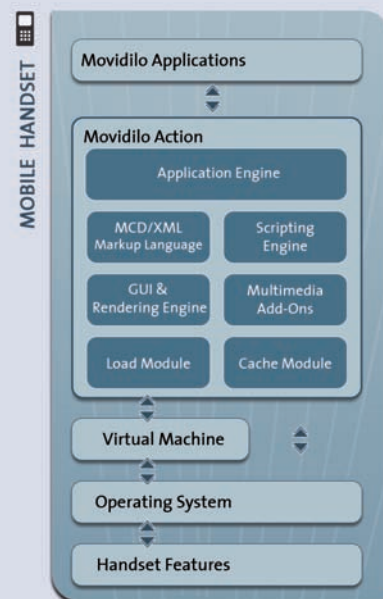 MOBILE HANDSET
Movidilo Applications
Movidilo Action
Application Engine
MCD/XML
Markup Language
Scripting
Engine
GUI &
Rendering Engine
Multimedia
Add-Ons
Load Module
Cache Module
Virtual Machine
Operating System
Handset Features